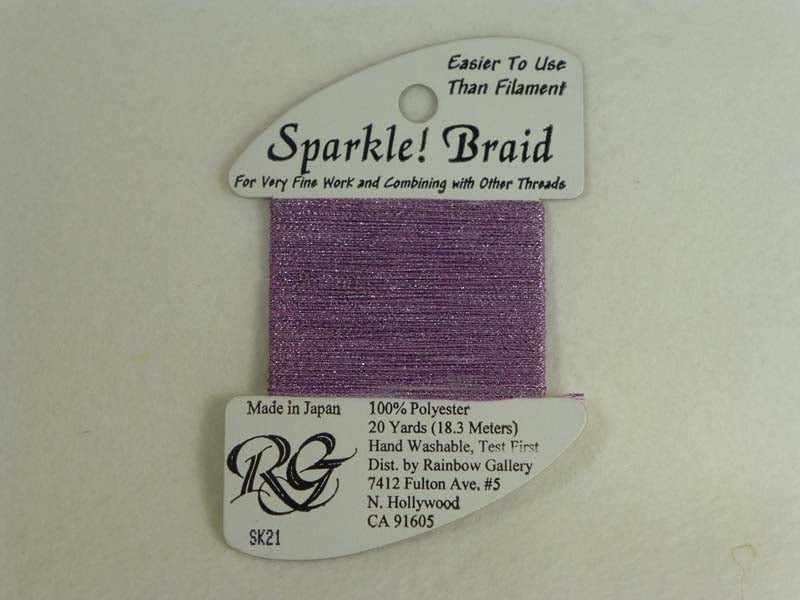 Easier To Use
Than Filament
Sparkle! Braid
For Very Fine Work and Combining with Other Threads
Made in Japan
100% Polyester
20 Yards (18.3 Meters)
Hand Washable, Test First
Dist. by Rainbow Gallery
7412 Fulton Ave, #5
N. Hollywood
CA 91605
RG
SK21